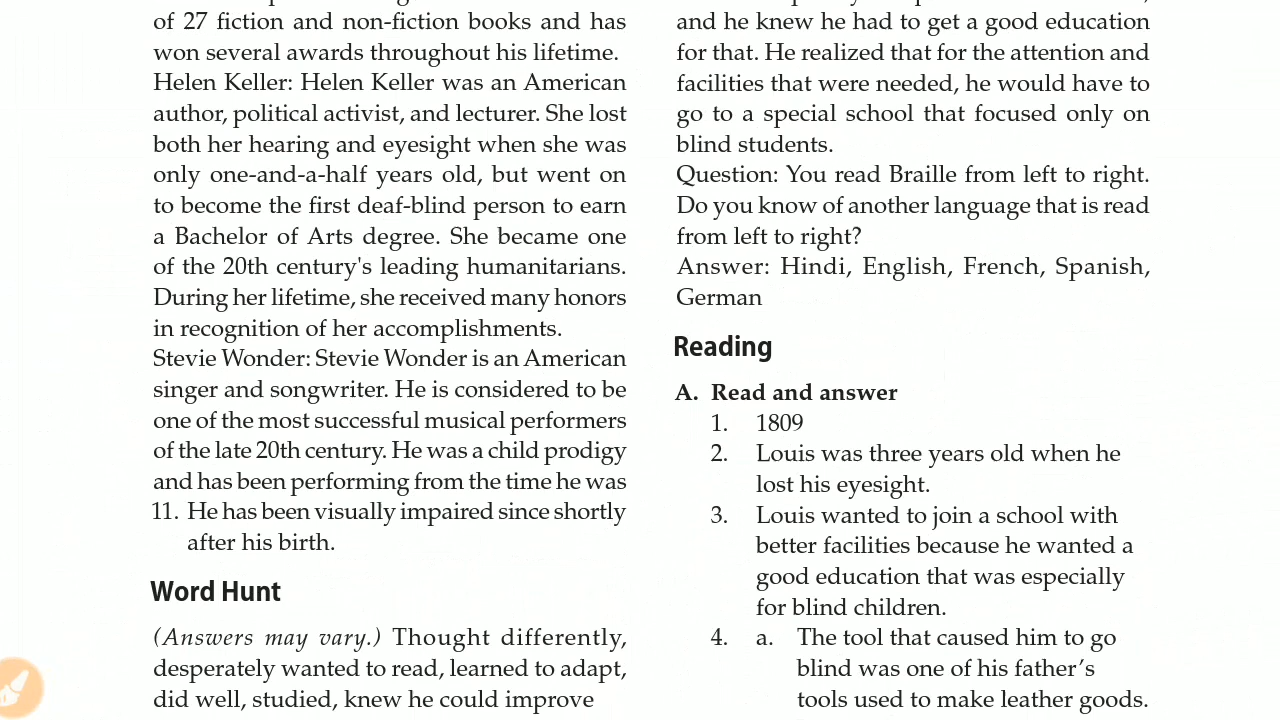 of 27 fiction and non-fiction books and has
won several awards throughout his lifetime.
Helen Keller: Helen Keller was an American
author, political activist, and lecturer. She lost
both her hearing and eyesight when she was
only one-and-a-half years old, but went on
to become the first deaf-blind person to earn
a Bachelor of Arts degree. She became one
of the 20th century's leading humanitarians.
During her lifetime, she received many honors
in recognition of her accomplishments.
Stevie Wonder: Stevie Wonder is an American
singer and songwriter. He is considered to be
one of the most successful musical performers
of the late 20th century. He was a child prodigy
and has been performing from the time he was
11. He has been visually impaired since shortly
after his birth.
Word Hunt
(Answers may vary.) Thought differently,
desperately wanted to read, learned to adapt,
did well, studied, knew he could improve
and he knew he had to get a good education
for that. He realized that for the attention and
facilities that were needed, he would have to
go to a special school that focused only on
blind students.
Question: You read Braille from left to right.
Do you know of another language that is read
from left to right?
Answer: Hindi, English, French, Spanish,
German
Reading
A. Read and answer
1. 1809
2. Louis was three years old when he
lost his eyesight.
3. Louis wanted to join a school with
better facilities because he wanted a
good education that was especially
for blind children.
4. a. The tool that caused him to go
blind was one of his father's
tools used to make leather goods.